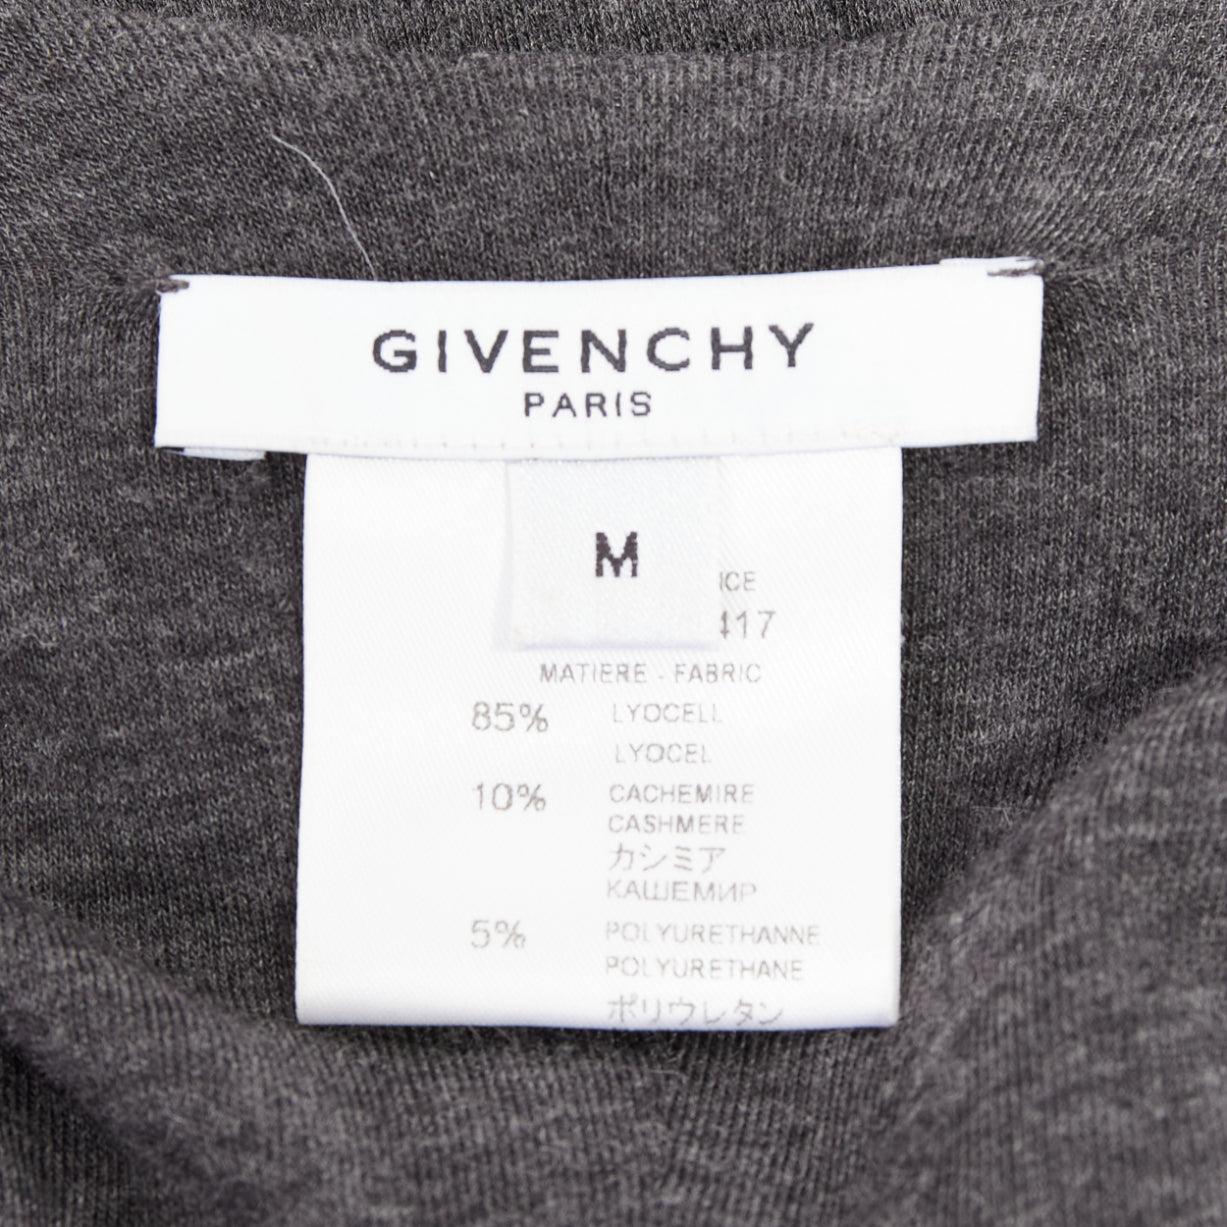 GIVENCHY
PARIS
M
417
MATIERE - FABRIC
85% LYOCELL
LYOCEL
10% CACHEMIRE
CASHMERE
カシミア
КАШЕМИР
5% POLYURETHANNE
POLYURETHANE
ポリウレタン